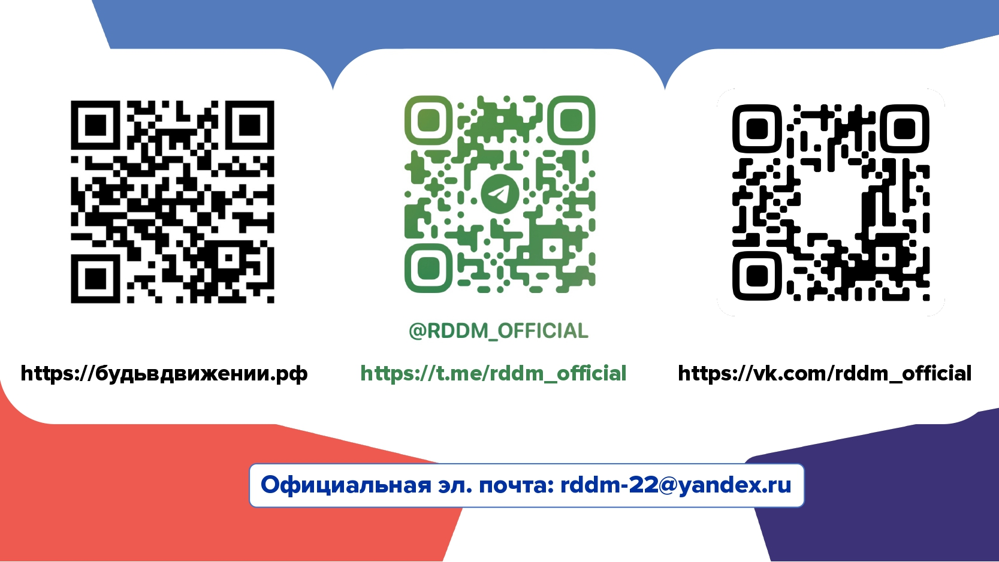 @RDDM_OFFICIAL
https://будьвдвижении.рф
https://t.me/rddm_official
https://vk.com/rddm_official
Официальная эл. почта: rddm-22@yandex.ru